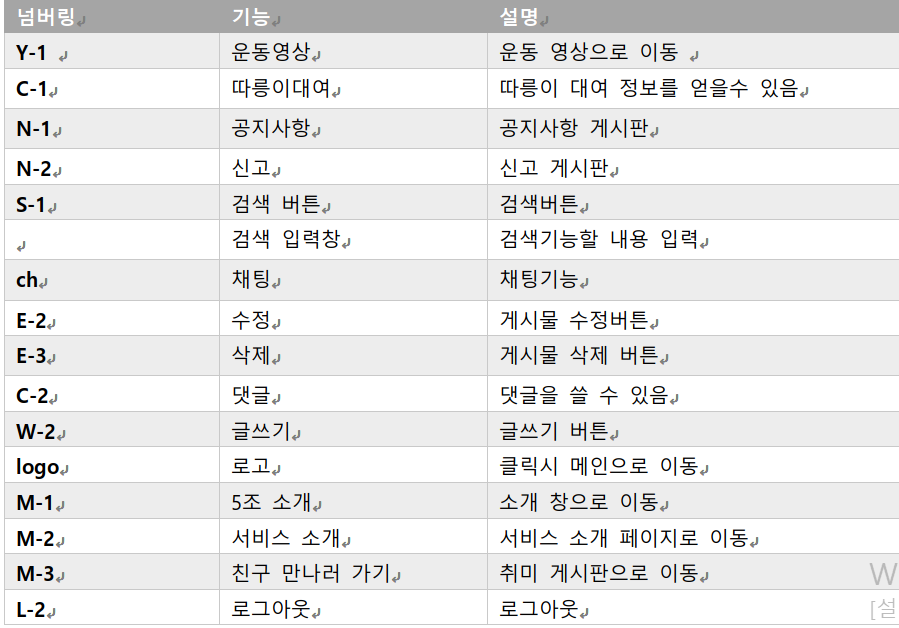 넘버링 기능 설명
Y-1 운동영상 운동 영상으로 이동
C-1 따릉이대여 따릉이 대여 정보를 얻을수 있음
N-1 공지사항 공지사항 게시판
N-2 신고 신고 게시판
S-1 검색 버튼 검색버튼
검색 입력창 검색기능할 내용 입력
ch 채팅 채팅기능
E-2 수정 게시물 수정버튼
E-3 삭제 게시물 삭제 버튼
C-2 댓글 댓글을 쓸 수 있음
W-2 글쓰기 글쓰기 버튼
logo 로고 클릭시 메인으로 이동
M-1 5조 소개 소개 창으로 이동
M-2 서비스 소개 서비스 소개 페이지로 이동
M-3 친구 만나러 가기 취미 게시판으로 이동
W
L-2 로그아웃 로그아웃
[설